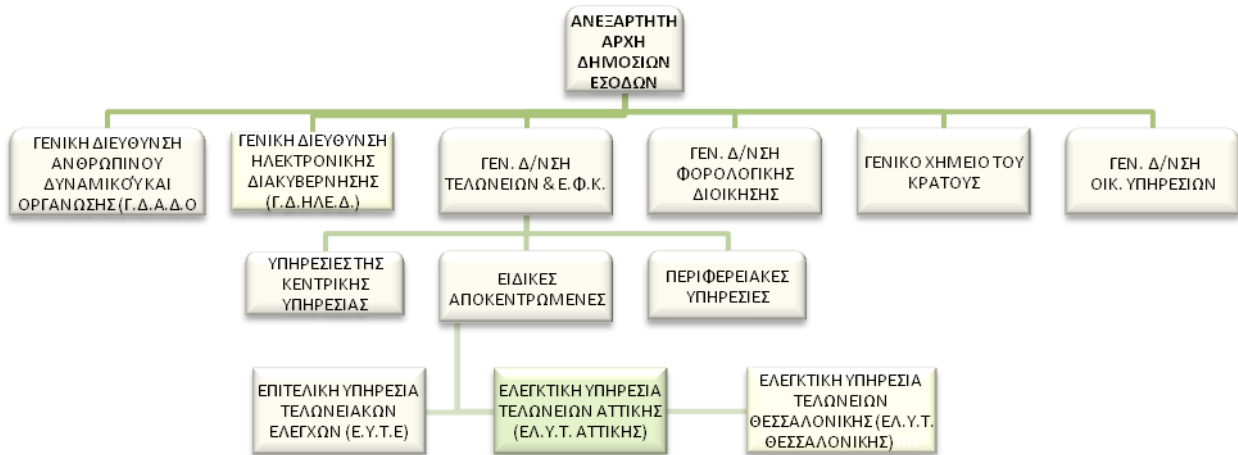 ΑΝΕΞΑΡΤΗΤΗ
ΑΡΧΗ
ΔΗΜΟΣΙΩΝ
ΕΣΟΔΩΝ
ΓΕΝΙΚΗ ΔΙΕΥΘΥΝΣΗ
ΑΝΘΡΩΠΙΝΟΥ
ΔΥΝΑΜΙΚΟΎ ΚΑΙ
ΟΡΓΑΝΩΣΗΣ (Γ.Δ.Α.Δ.Ο
ΓΕΝΙΚΗ ΔΙΕΥΘΥΝΣΗ
ΗΛΕΚΤΡΟΝΙΚΗΣ
ΔΙΑΚΥΒΕΡΝΗΣΗΣ
(Γ.Δ.ΗΛΕ.Δ.)
ΓΕΝ. Δ/ΝΣΗ
ΤΕΛΩΝΕΙΩΝ & Ε.Φ.Κ.
ΓΕΝ. Δ/ΝΣΗ
ΦΟΡΟΛΟΓΙΚΗΣ
ΔΙΟΙΚΗΣΗΣ
ΓΕΝΙΚΟ ΧΗΜΕΙΟ ΤΟΥ
ΚΡΑΤΟΥΣ
ΓΕΝ. Δ/ΝΣΗ
ΟΙΚ. ΥΠΗΡΕΣΙΩΝ
ΥΠΗΡΕΣΙΕΣ ΤΗΣ
ΚΕΝΤΡΙΚΗΣ
ΥΠΗΡΕΣΙΑΣ
ΕΙΔΙΚΕΣ
ΑΠΟΚΕΝΤΡΩΜΕΝΕΣ
ΠΕΡΙΦΕΡΕΙΑΚΕΣ
ΥΠΗΡΕΣΙΕΣ
ΕΠΙΤΕΛΙΚΗ ΥΠΗΡΕΣΙΑ
ΤΕΛΩΝΕΙΑΚΩΝ
ΕΛΕΓΧΩΝ (Ε.Υ.Τ.Ε)
ΕΛΕΓΚΤΙΚΗ ΥΠΗΡΕΣΙΑ
ΤΕΛΩΝΕΙΩΝ ΑΤΤΙΚΗΣ
(ΕΛ.Υ.Τ. ΑΤΤΙΚΗΣ)
ΕΛΕΓΚΤΙΚΗ ΥΠΗΡΕΣΙΑ
ΤΕΛΩΝΕΙΩΝ
ΘΕΣΣΑΛΟΝΙΚΗΣ (ΕΛ.Υ.Τ.
ΘΕΣΣΑΛΟΝΙΚΗΣ)